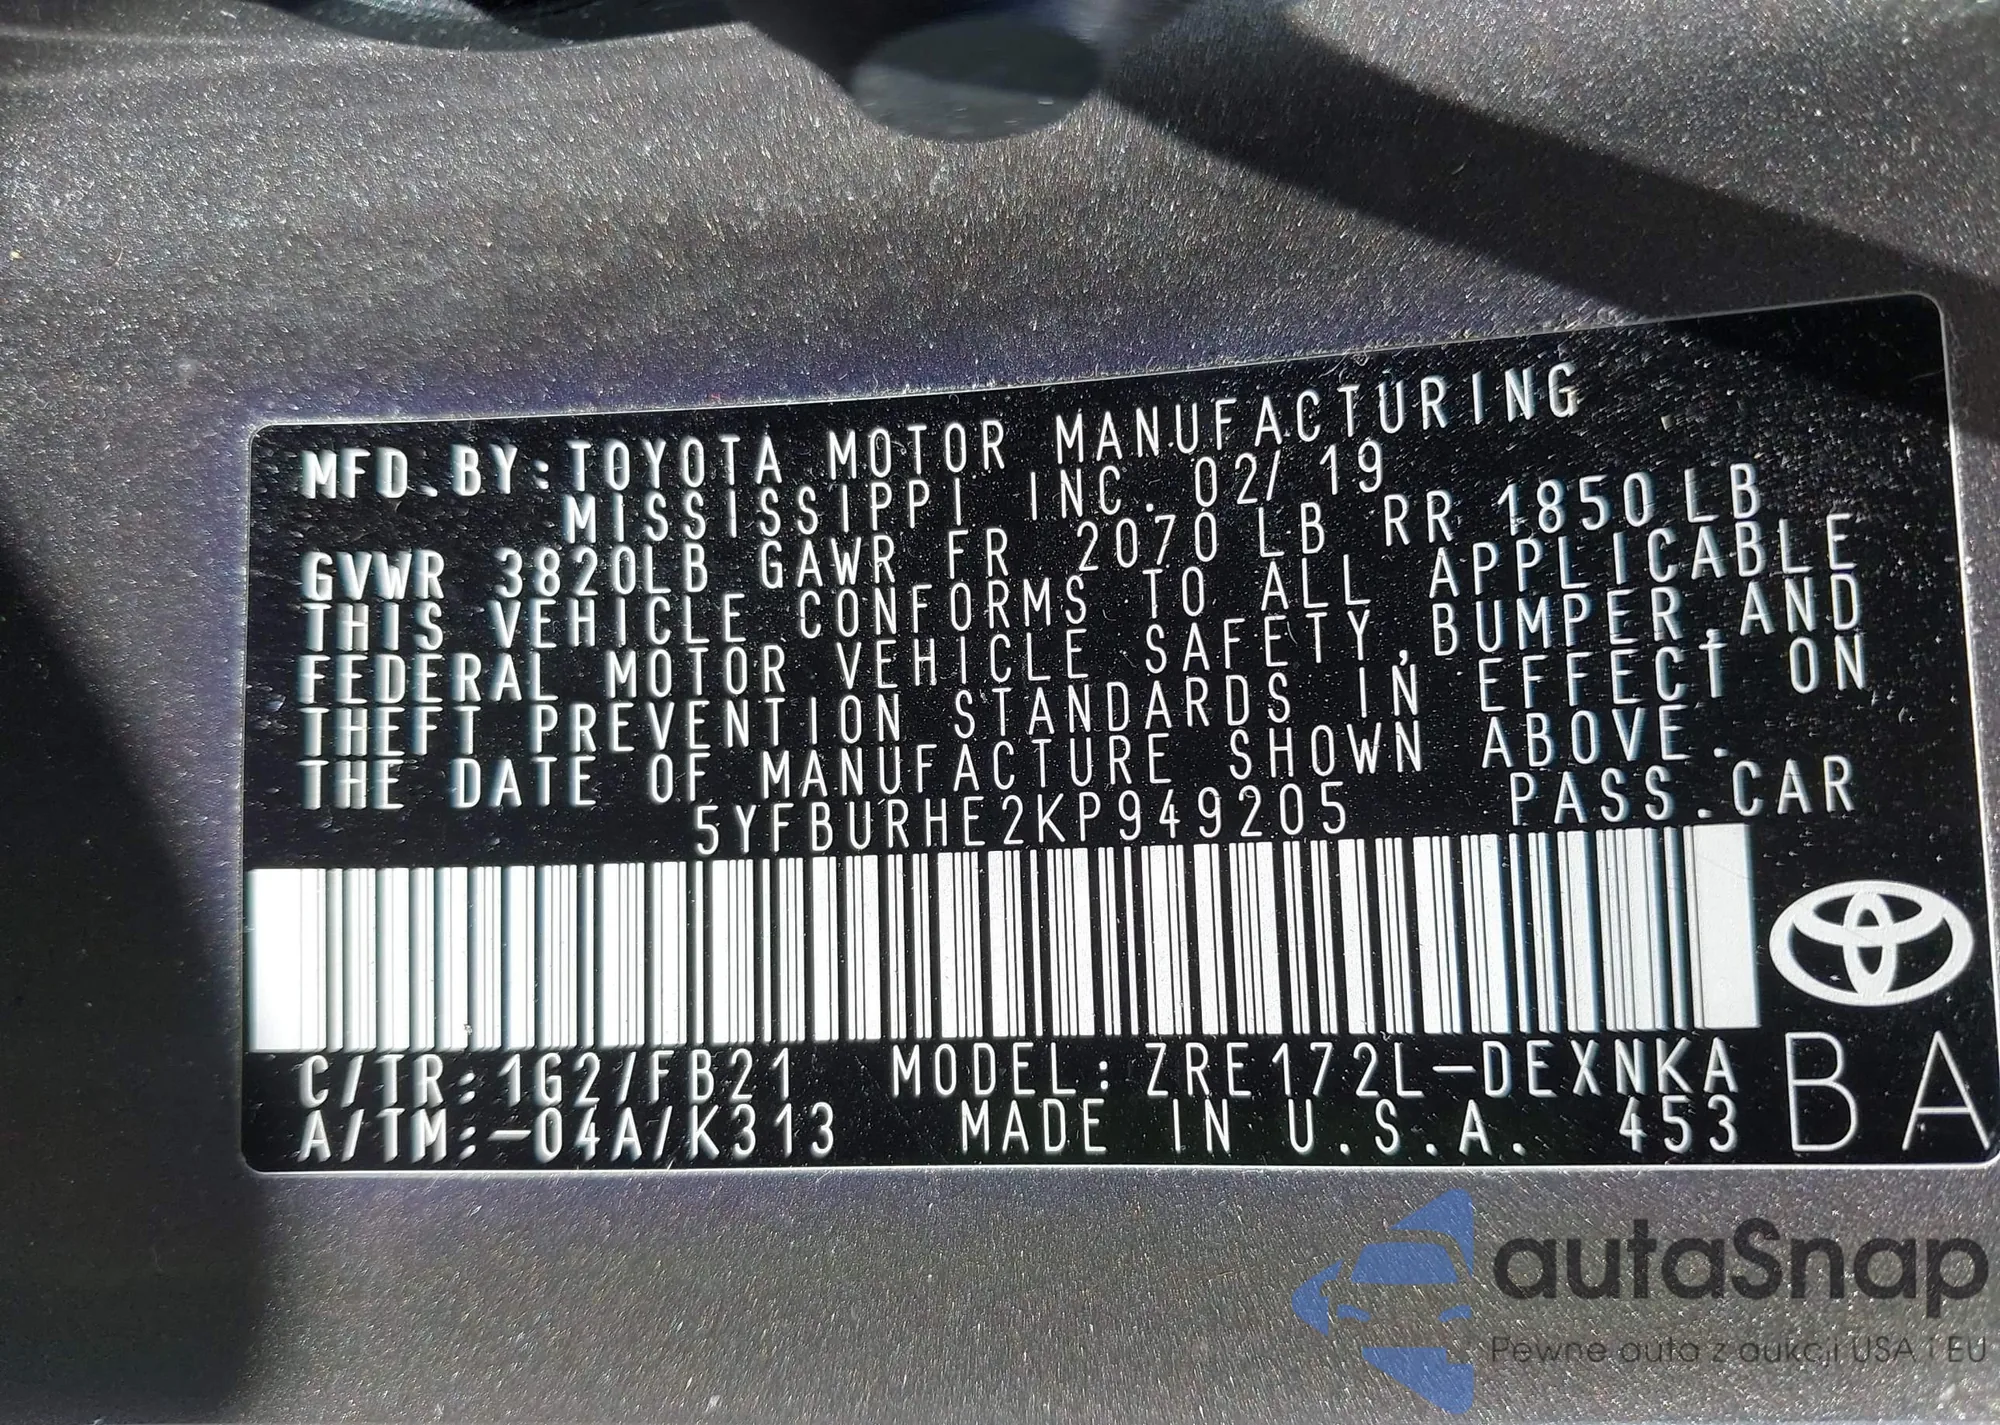 MFD.BY:TOYOTA MOTOR MANUFACTURING
MISSISSIPPI INC. 02/19
GVWR 3820LB GAWR FR 2070 LB RR 1850LB
THIS VEHICLE CONFORMS TO ALL APPLICABLE
FEDERAL MOTOR VEHICLE SAFETY,BUMPER,AND
THEFT PREVENTION STANDARDS IN EFFECT ON
THE DATE OF MANUFACTURE SHOWN ABOVE.
5YFBURHE2KP949205 PASS.CAR
C/TR:1G2/FB21 MODEL:ZRE172L-DEXNKA
A/TM:-04A/K313 MADE IN U.S.A. 453
BA
autaSnap
Pewne auta z aukcji USA i EU